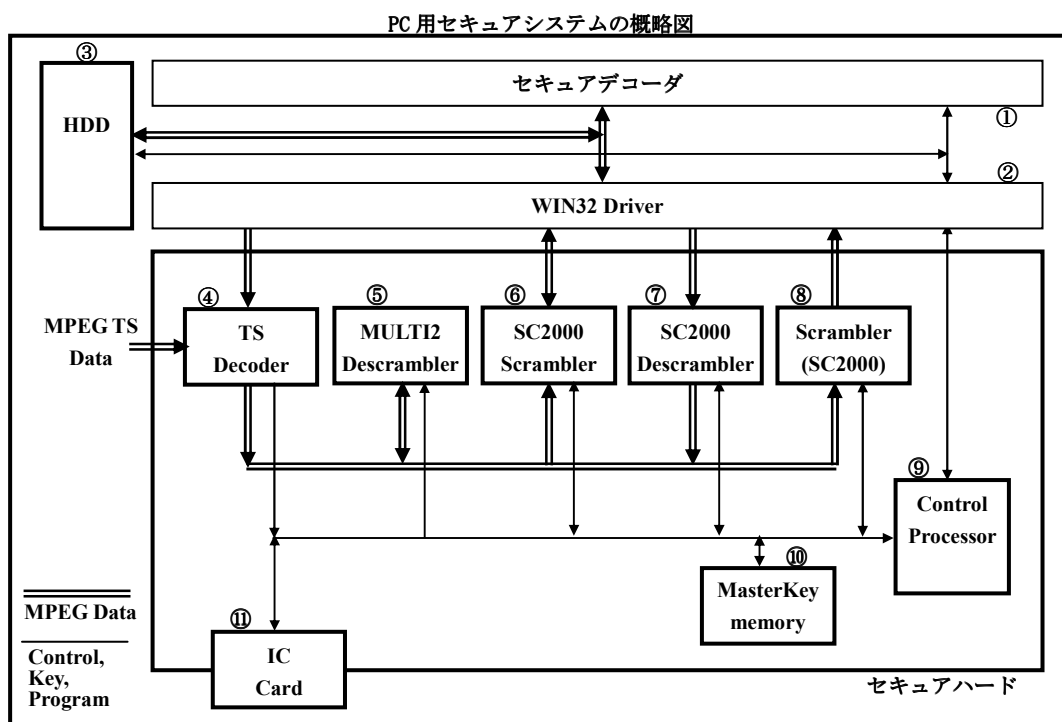 PC 用セキュアシステムの概略図
③
HDD
セキュアデコーダ
①
②
WIN32 Driver
MPEG TS
Data
④
TS
Decoder
⑤
MULTI2
Descrambler
⑥
SC2000
Scrambler
⑦
SC2000
Descrambler
⑧
Scrambler
(SC2000)
⑨
Control
Processor
⑩
MasterKey
memory
⑪
IC
Card
MPEG Data
Control,
Key,
Program
セキュアハード